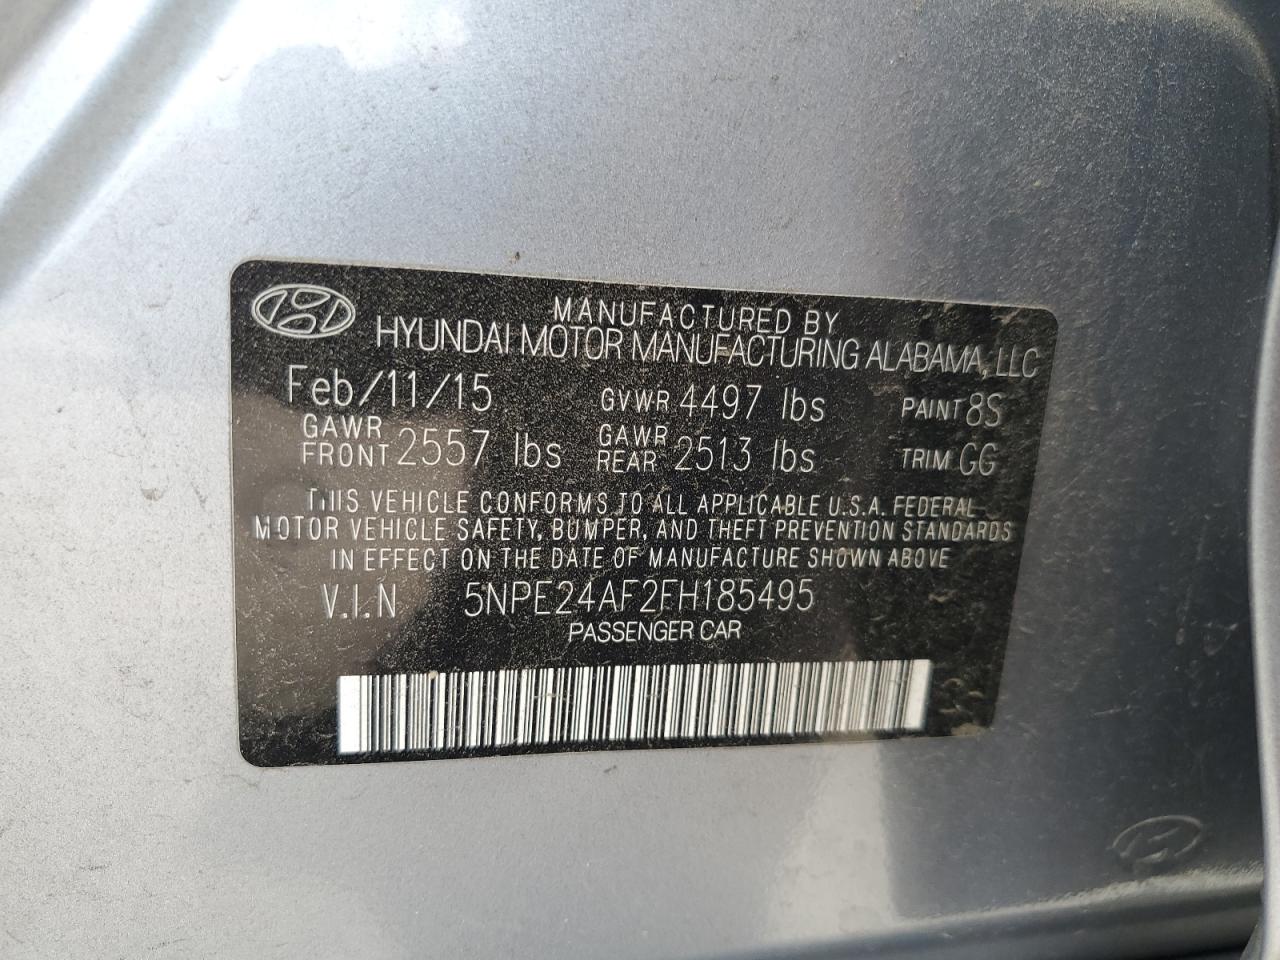 MANUFACTURED BY
HYUNDAI MOTOR MANUFACTURING ALABAMA, LLC
Feb/11/15 GVWR 4497 lbs PAINT 8S
GAWR FRONT 2557 lbs GAWR REAR 2513 lbs TRIM GG
THIS VEHICLE CONFORMS TO ALL APPLICABLE U.S.A. FEDERAL
MOTOR VEHICLE SAFETY, BUMPER, AND THEFT PREVENTION STANDARDS
IN EFFECT ON THE DATE OF MANUFACTURE SHOWN ABOVE
V.I.N 5NPE24AF2FH185495
PASSENGER CAR